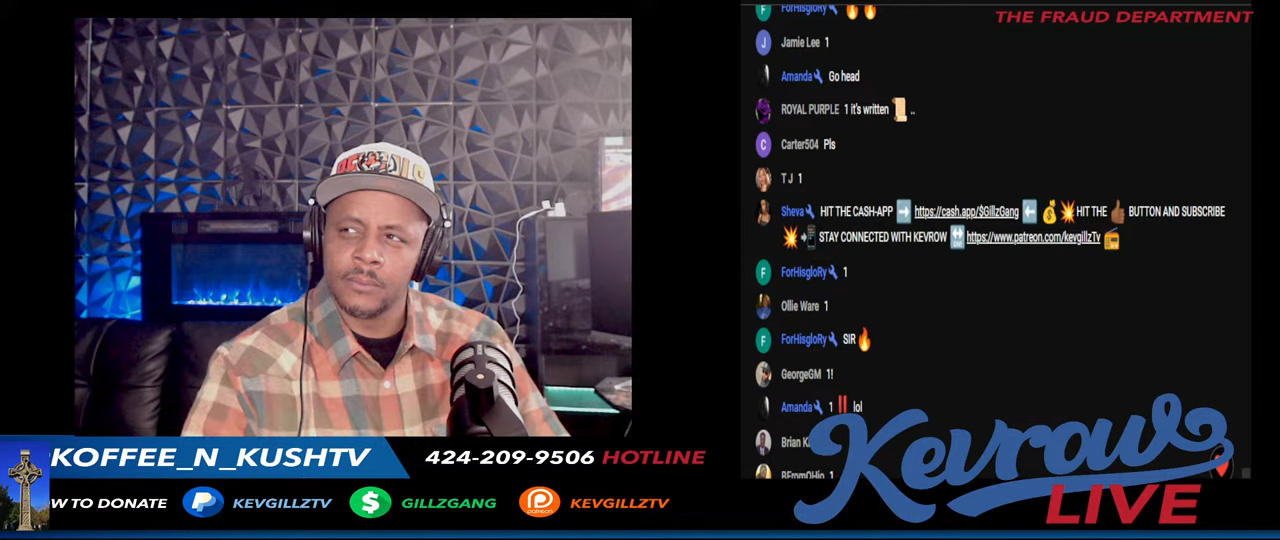 THE FRAUD DEPARTMENT
ForHisgloRy
Jamie Lee 1
Amanda Go head
ROYAL PURPLE 1 it's written ..
Carter504 Pls
T J 1
Sheva HIT THE CASH-APP https://cash.app/$GillzGang HIT THE BUTTON AND SUBSCRIBE
STAY CONNECTED WITH KEVROW https://www.patreon.com/kevgillzTv
ForHisgloRy 1
Ollie Ware 1
ForHisgloRy SIR
GeorgeGM 1!
Amanda 1 ‼ lol
Brian
BFromOHio 1
Kevrow
LIVE
KOFFEE_N_KUSHTV
424-209-9506 HOTLINE
W TO DONATE KEVGILLZTV GILLZGANG KEVGILLZTV